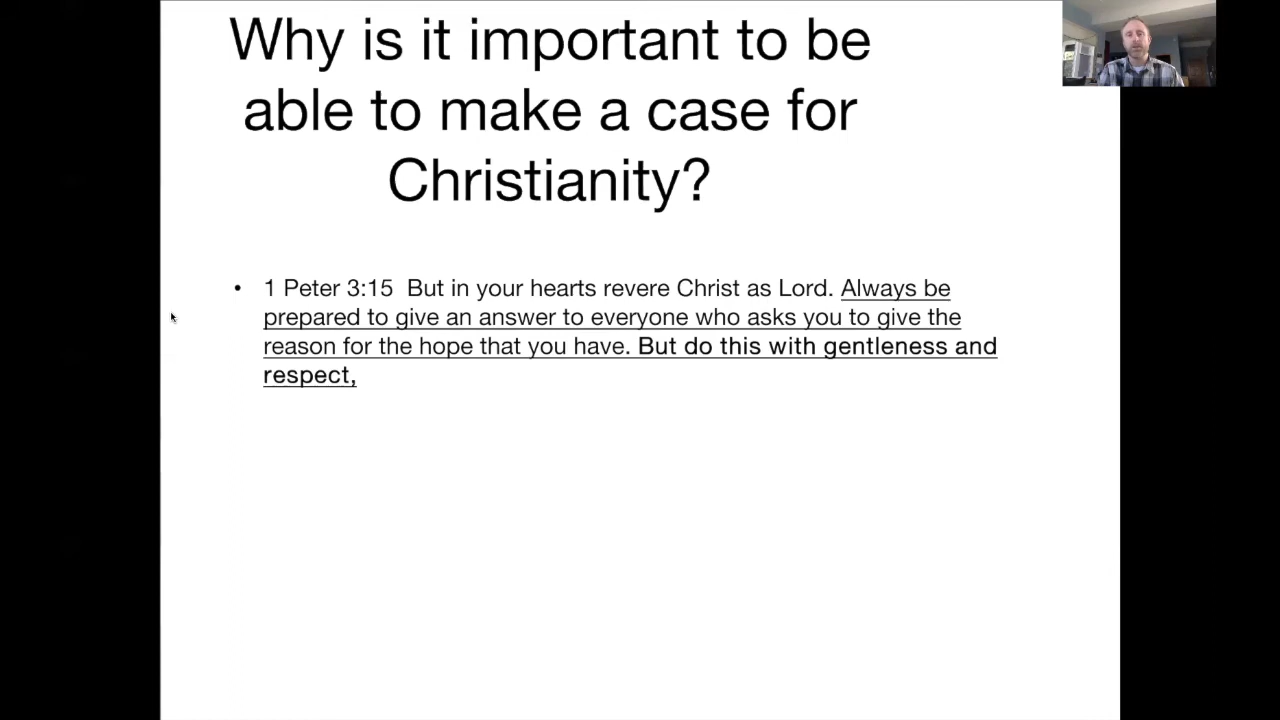 Why is it important to be
able to make a case for
Christianity?
• 1 Peter 3:15  But in your hearts revere Christ as Lord. Always be
prepared to give an answer to everyone who asks you to give the
reason for the hope that you have. But do this with gentleness and
respect,